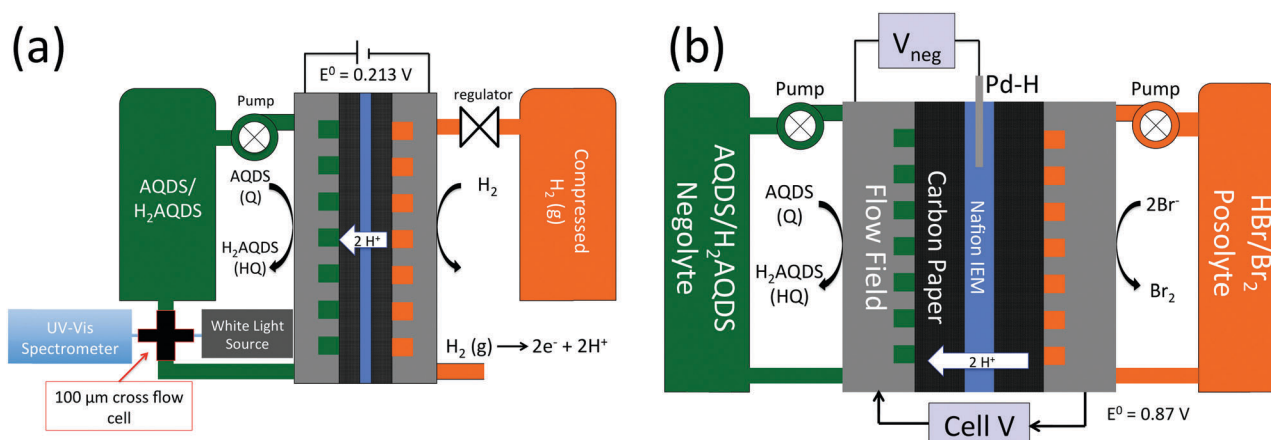 (a)
E⁰ = 0.213 V
Pump
regulator
AQDS/
H₂AQDS
AQDS
(Q)
H₂AQDS
(HQ)
2 H⁺
H₂
Compressed
H₂ (g)
UV-Vis
Spectrometer
White Light
Source
H₂ (g) → 2e⁻ + 2H⁺
100 µm cross flow
cell
(b)
Vneg
Pd-H
Pump
Pump
AQDS/H₂AQDS
Negolyte
AQDS
(Q)
H₂AQDS
(HQ)
Flow Field
Carbon Paper
Nafion IEM
2 H⁺
2Br⁻
Br₂
HBr/Br₂
Posolyte
Cell V
E⁰ = 0.87 V